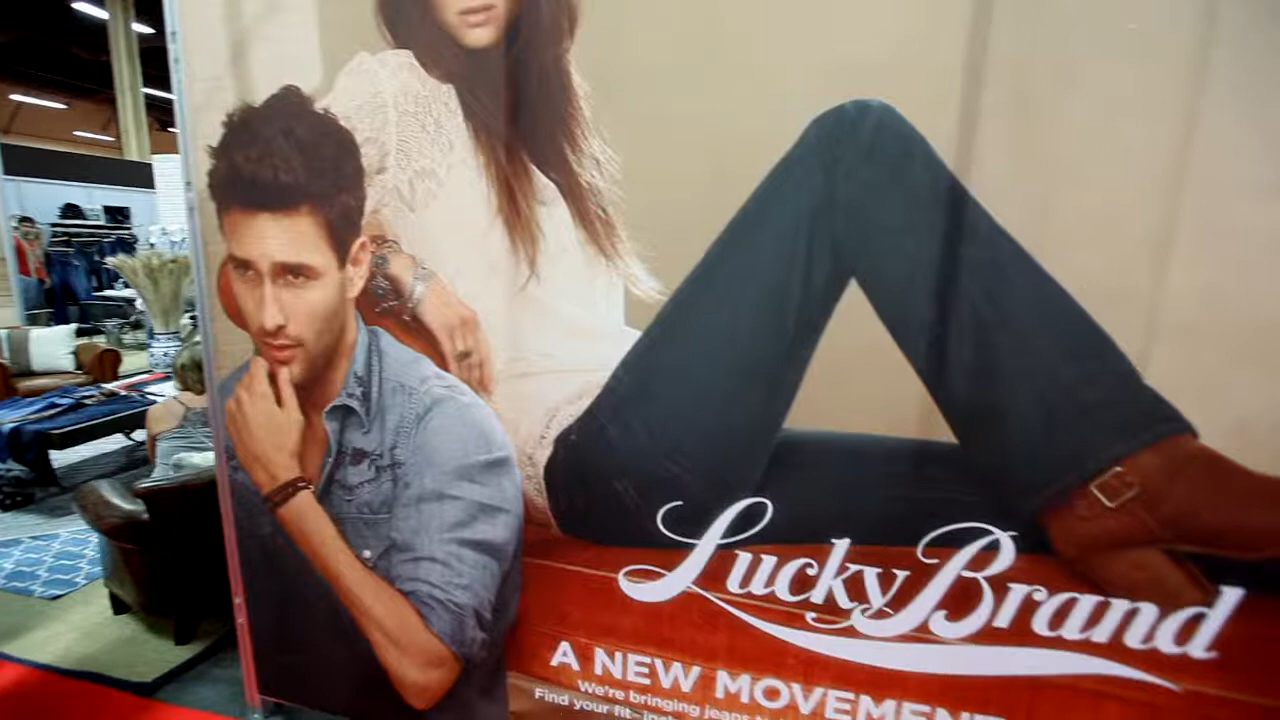 Lucky Brand
A NEW MOVEMENT
We're bringing jeans
Find your fit-